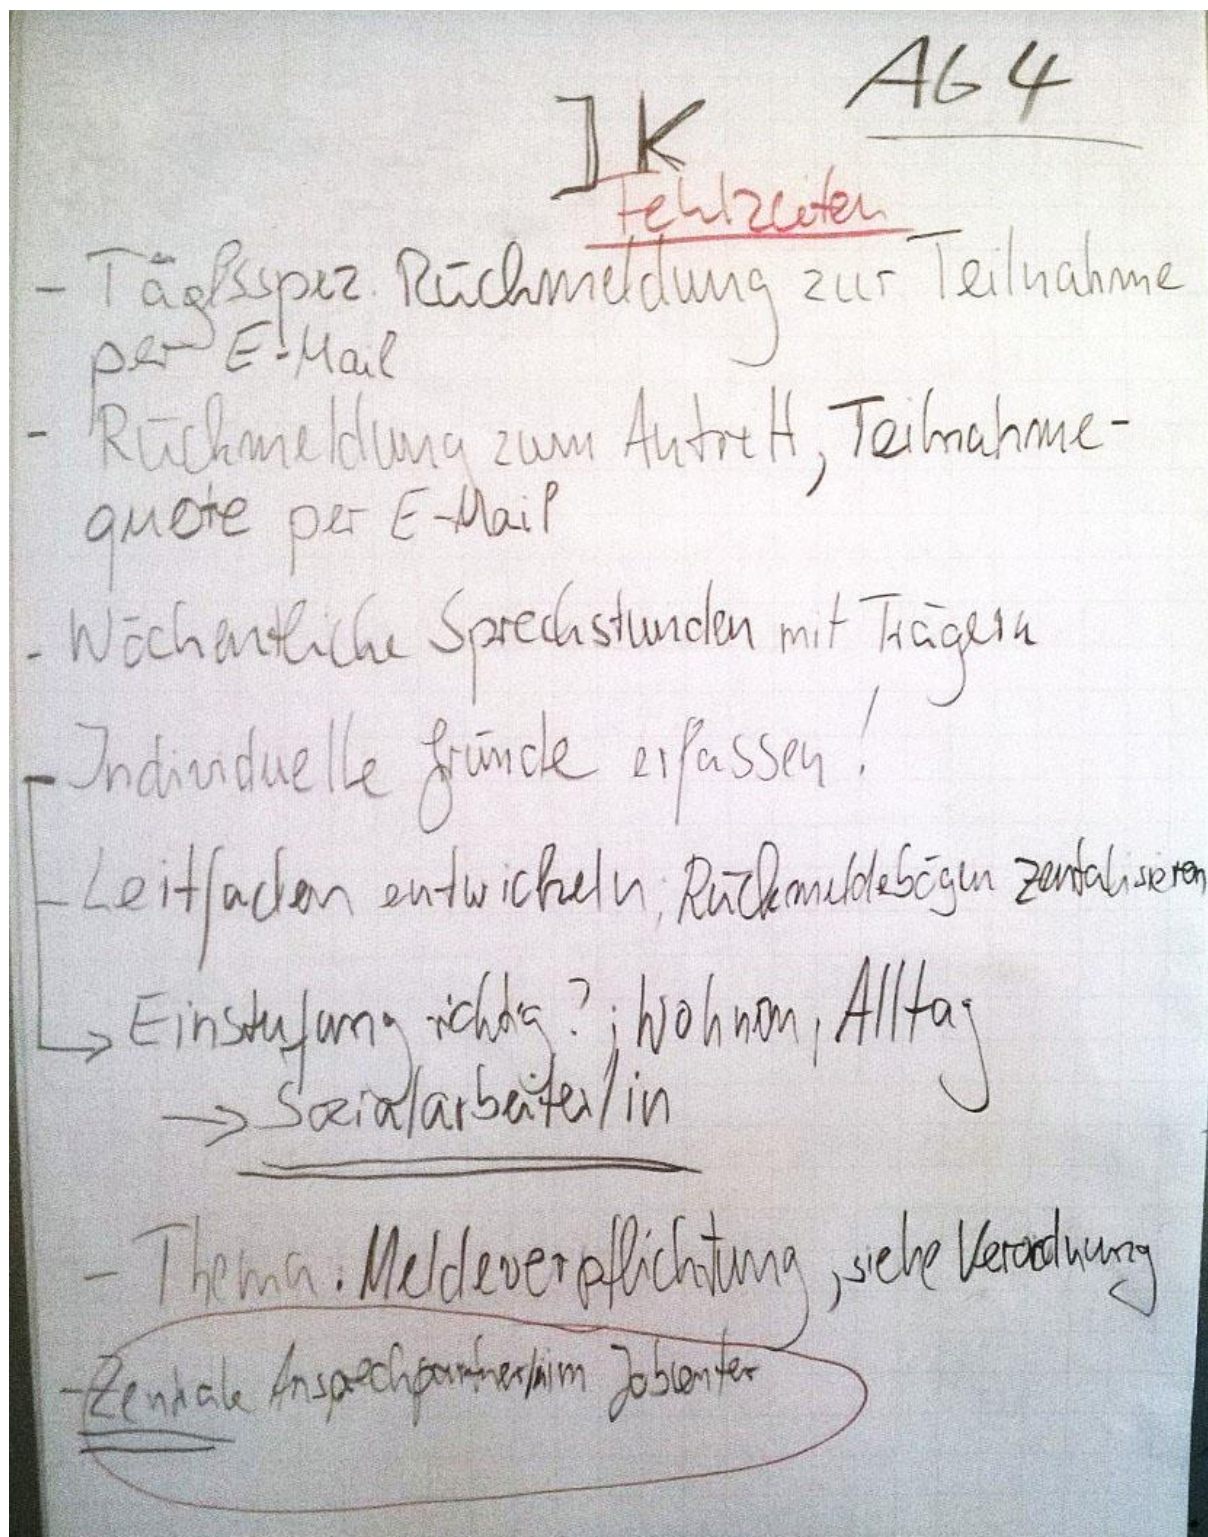 AG 4
IK
Fehlzeiten
- Rückmeldung zur Teilnahme
per E-Mail
- Rückmeldung zum Antritt, Teilnahme-
quote per E-Mail
- Wöchentliche Sprechstunden mit Trägern
- Individuelle Gründe erfassen!
- Leitfaden entwickeln; Rückmeldebögen zentalisieren
→ Einstufung richtig?; Wohnen, Alltag
→ Sozialarbeiter/in
- Thema: Meldeverpflichtung, siehe Verordnung
- Zentrale Ansprechpartner/in im Jobcenter